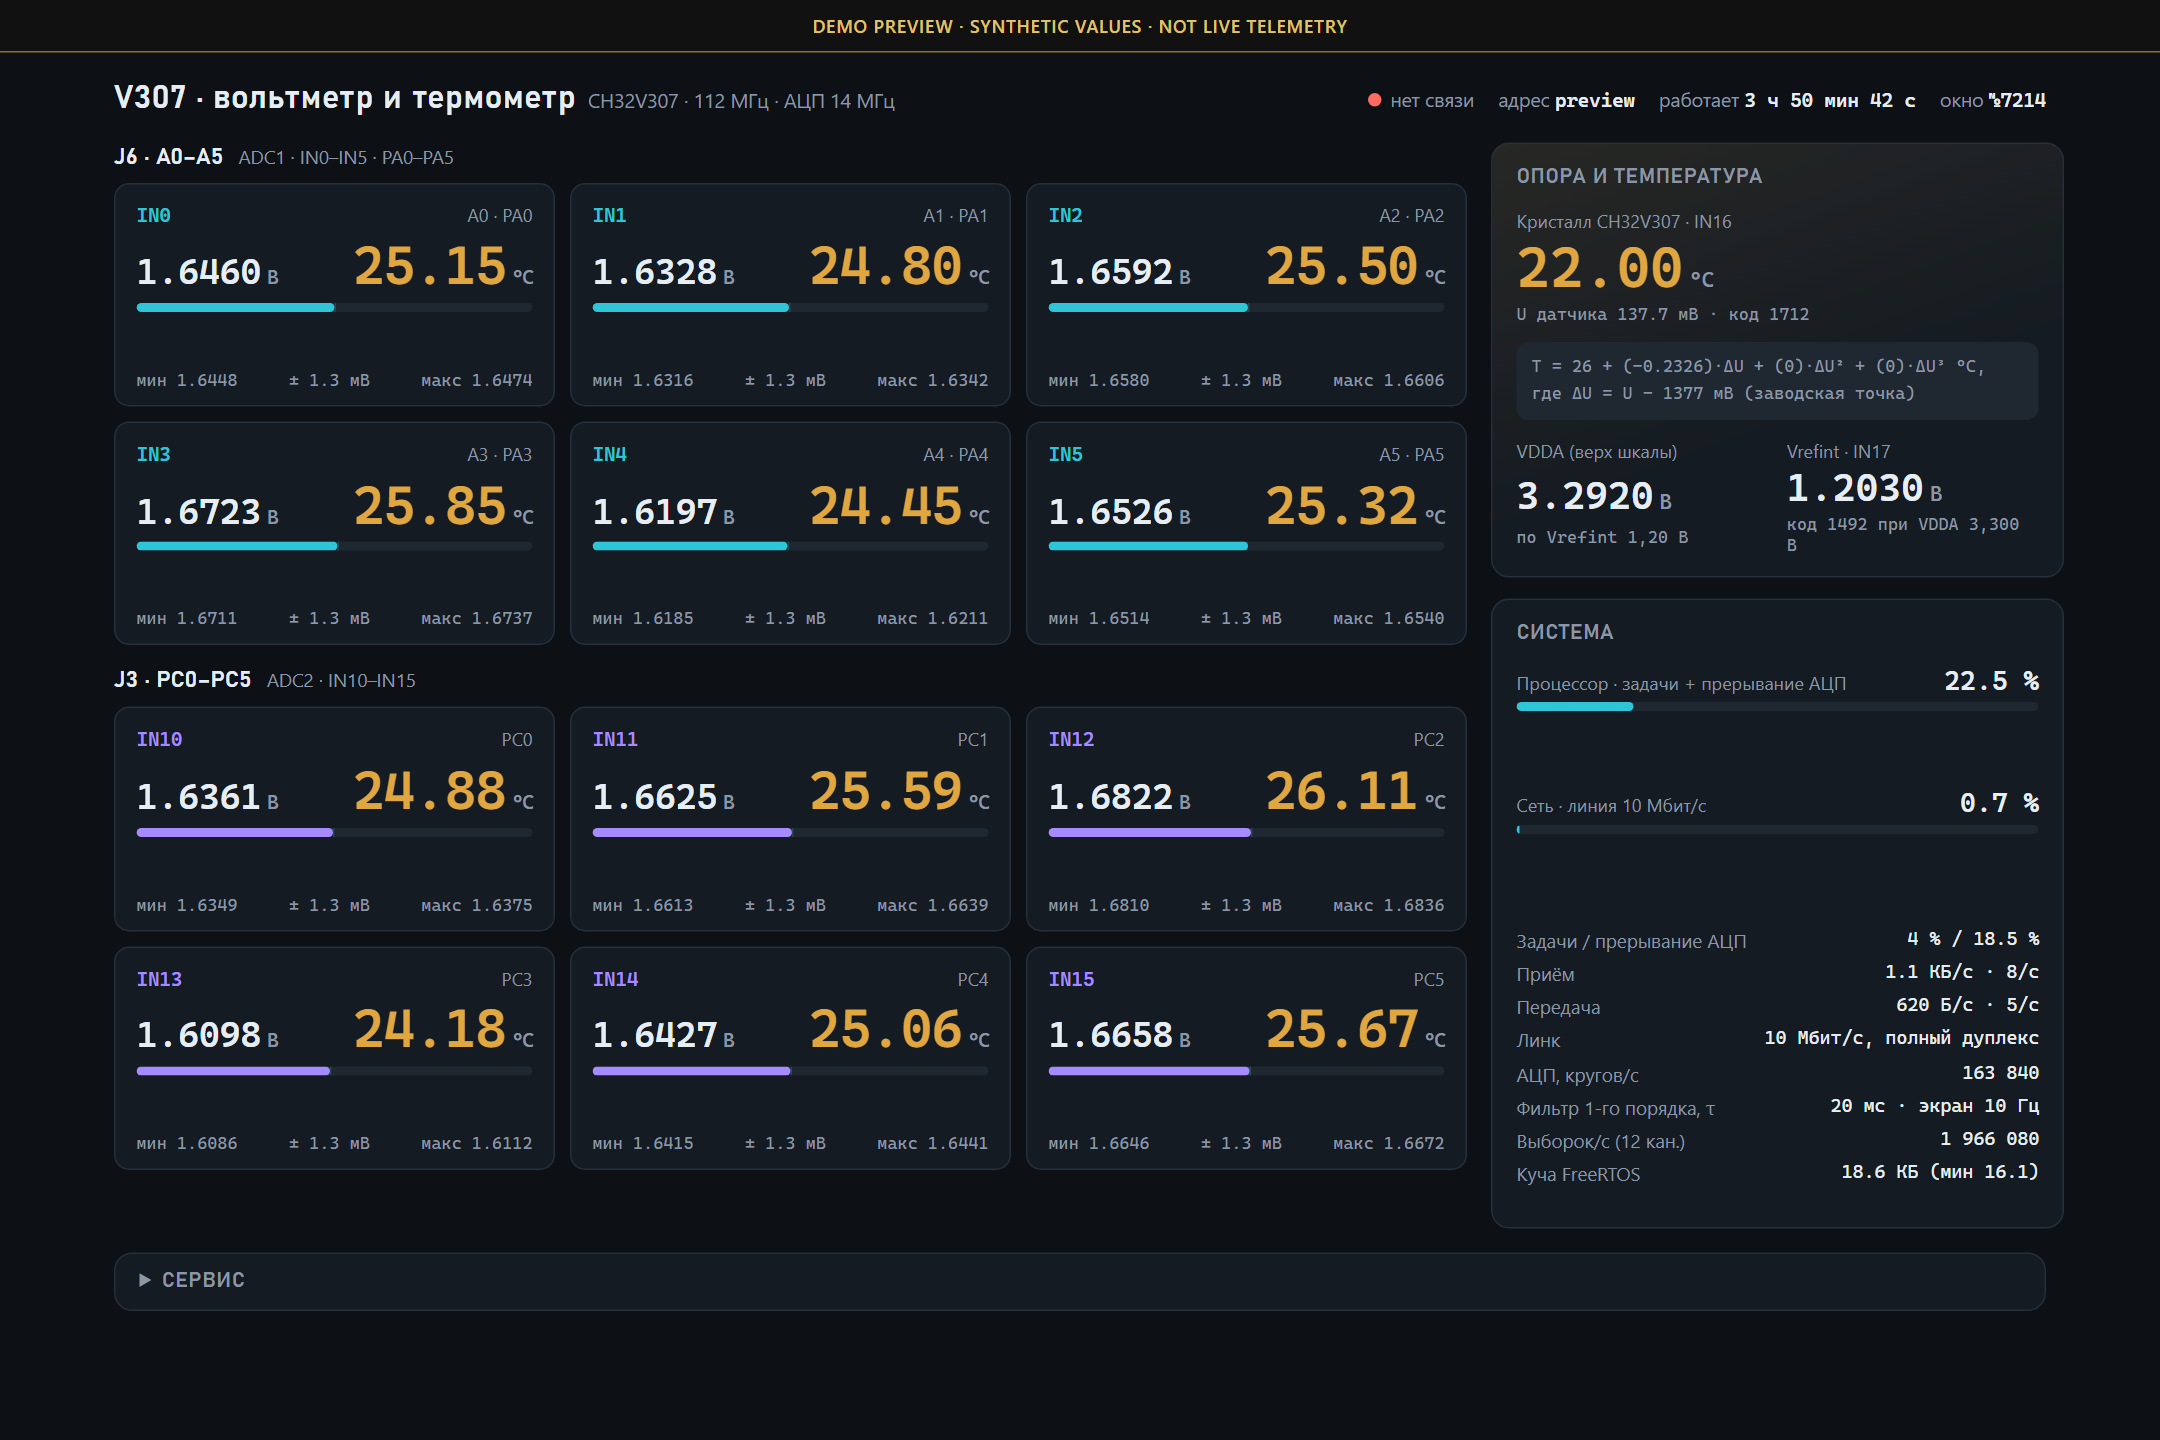 DEMO PREVIEW · SYNTHETIC VALUES · NOT LIVE TELEMETRY
V307 · вольтметр и термометр CH32V307 · 112 МГц · АЦП 14 МГц
нет связи адрес preview работает 3 ч 50 мин 42 с окно №7214
J6 · A0–A5 ADC1 · IN0–IN5 · PA0–PA5
IN0 A0 · PA0
1.6460 В 25.15 °C
мин 1.6448 ± 1.3 мВ макс 1.6474
IN1 A1 · PA1
1.6328 В 24.80 °C
мин 1.6316 ± 1.3 мВ макс 1.6342
IN2 A2 · PA2
1.6592 В 25.50 °C
мин 1.6580 ± 1.3 мВ макс 1.6606
IN3 A3 · PA3
1.6723 В 25.85 °C
мин 1.6711 ± 1.3 мВ макс 1.6737
IN4 A4 · PA4
1.6197 В 24.45 °C
мин 1.6185 ± 1.3 мВ макс 1.6211
IN5 A5 · PA5
1.6526 В 25.32 °C
мин 1.6514 ± 1.3 мВ макс 1.6540
J3 · PC0–PC5 ADC2 · IN10–IN15
IN10 PC0
1.6361 В 24.88 °C
мин 1.6349 ± 1.3 мВ макс 1.6375
IN11 PC1
1.6625 В 25.59 °C
мин 1.6613 ± 1.3 мВ макс 1.6639
IN12 PC2
1.6822 В 26.11 °C
мин 1.6810 ± 1.3 мВ макс 1.6836
IN13 PC3
1.6098 В 24.18 °C
мин 1.6086 ± 1.3 мВ макс 1.6112
IN14 PC4
1.6427 В 25.06 °C
мин 1.6415 ± 1.3 мВ макс 1.6441
IN15 PC5
1.6658 В 25.67 °C
мин 1.6646 ± 1.3 мВ макс 1.6672
ОПОРА И ТЕМПЕРАТУРА
Кристалл CH32V307 · IN16
22.00 °C
U датчика 137.7 мВ · код 1712
T = 26 + (−0.2326)·ΔU + (0)·ΔU² + (0)·ΔU³ °C,
где ΔU = U − 1377 мВ (заводская точка)
VDDA (верх шкалы)
3.2920 В
по Vrefint 1,20 В
Vrefint · IN17
1.2030 В
код 1492 при VDDA 3,300
В
СИСТЕМА
Процессор · задачи + прерывание АЦП 22.5 %
Сеть · линия 10 Мбит/с 0.7 %
Задачи / прерывание АЦП 4 % / 18.5 %
Приём 1.1 КБ/с · 8/с
Передача 620 Б/с · 5/с
Линк 10 Мбит/с, полный дуплекс
АЦП, кругов/с 163 840
Фильтр 1-го порядка, τ 20 мс · экран 10 Гц
Выборок/с (12 кан.) 1 966 080
Куча FreeRTOS 18.6 КБ (мин 16.1)
СЕРВИС